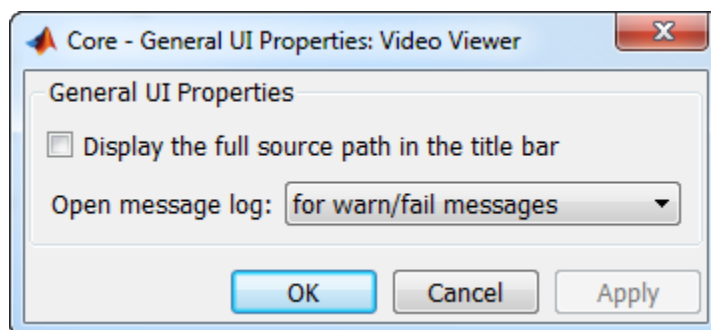 Core - General UI Properties: Video Viewer
General UI Properties
Display the full source path in the title bar
Open message log: for warn/fail messages
OK Cancel Apply